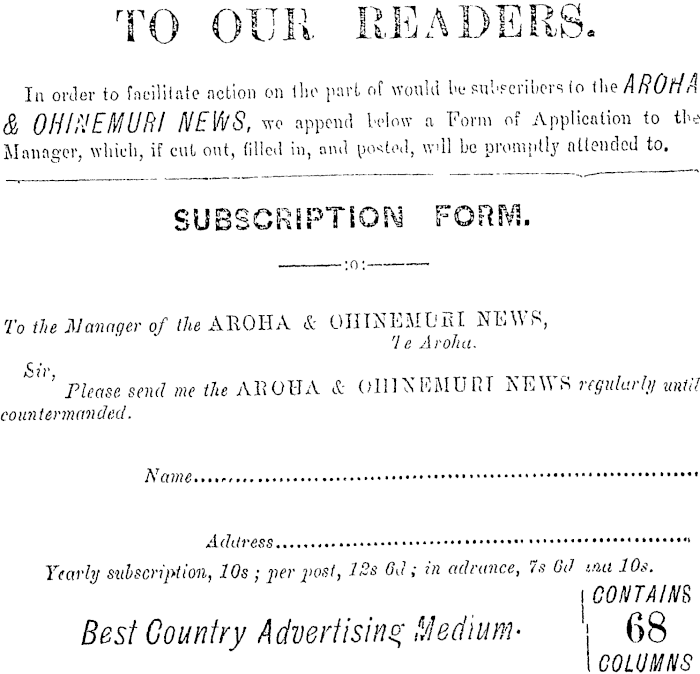 TO OUR READERS.
In order to facilitate action on the part of would be subscribers to the AROHA
& OHINEMURI NEWS, we append below a Form of Application to the
Manager, which, if cut out, filled in, and posted, will be promptly attended to.
SUBSCRIPTION FORM.
:o:
To the Manager of the AROHA & OHINEMURI NEWS,
Te Aroha.
Sir,
Please send me the AROHA & OHINEMURI NEWS regularly until
countermanded.
Name
Address
Yearly subscription, 10s ; per post, 12s 6d ; in advance, 7s 6d and 10s.
Best Country Advertising Medium.
CONTAINS
68
COLUMNS